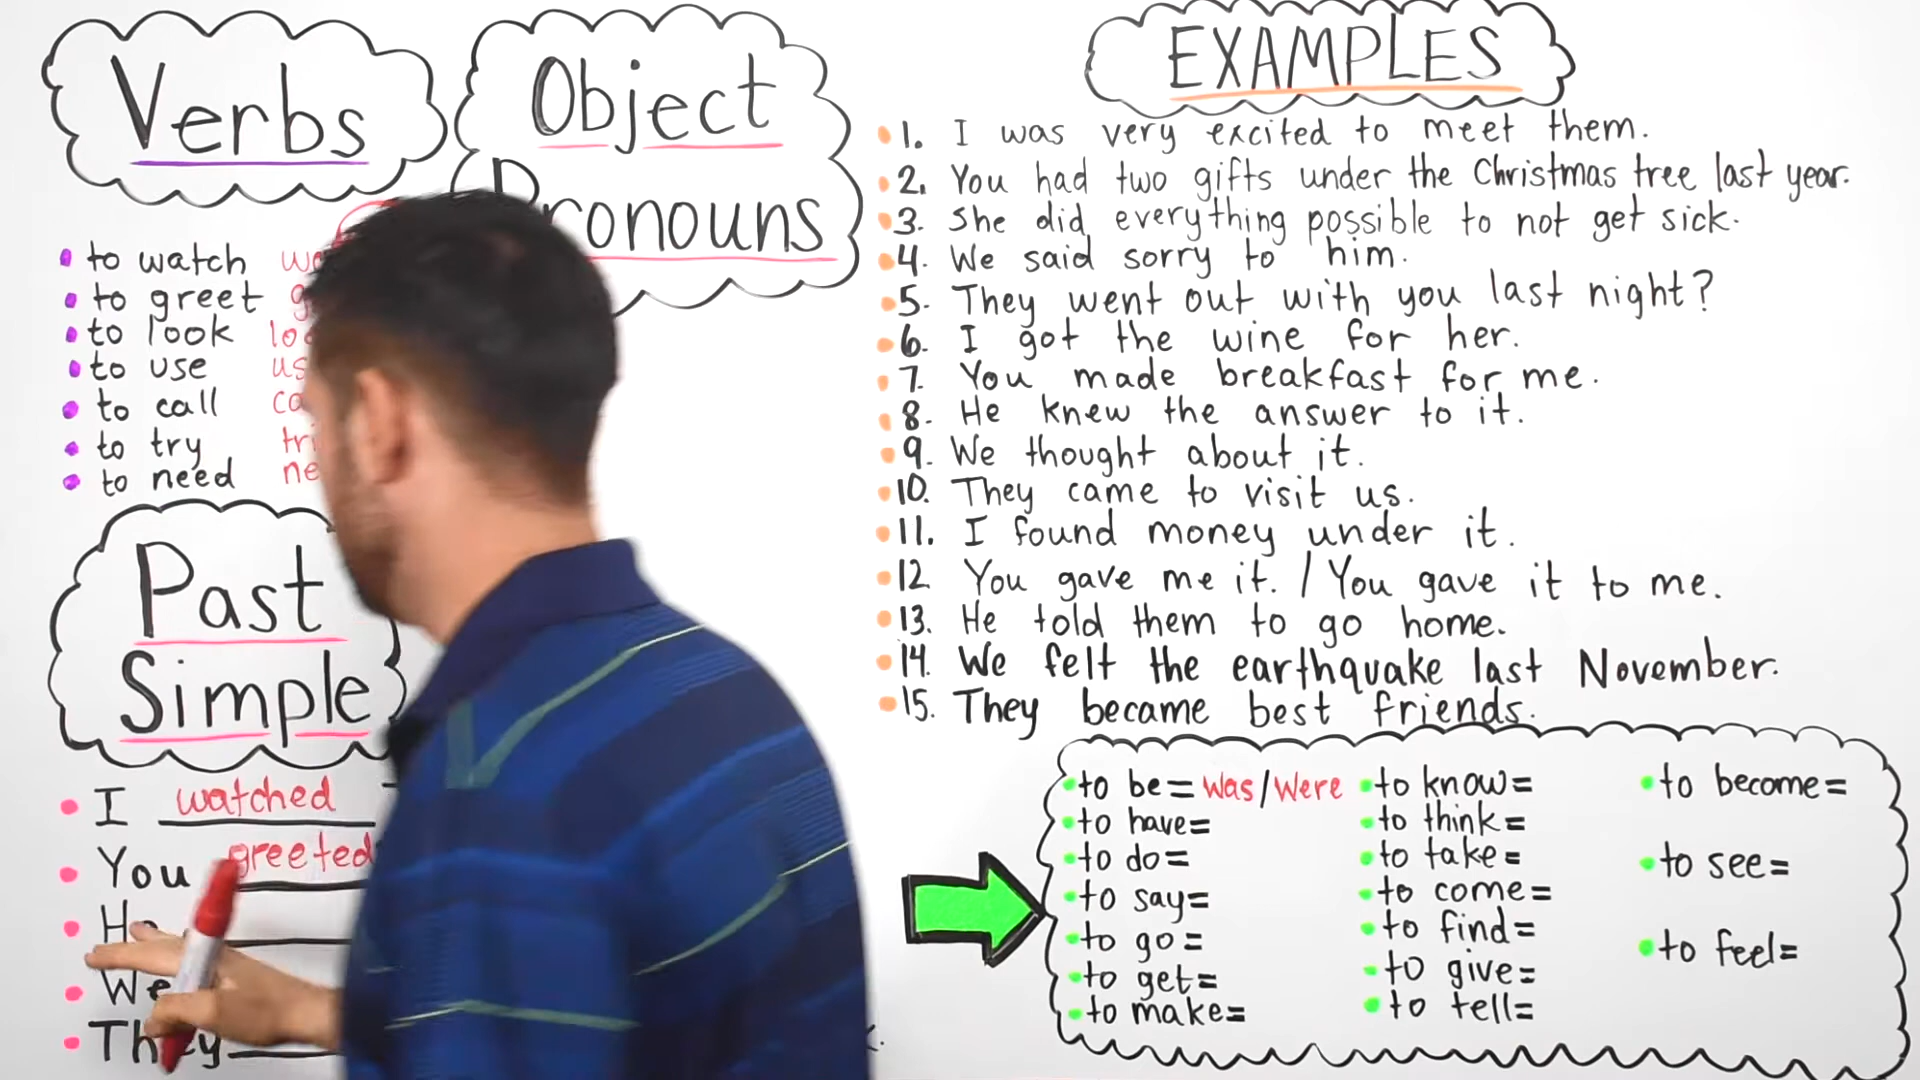 Verbs
to watch
to greet
to look
to use
to call
to try
to need
Object
Pronouns
Past
Simple
I watched
You greeted
He
We
They
EXAMPLES
1. I was very excited to meet them.
2. You had two gifts under the Christmas tree last year.
3. She did everything possible to not get sick.
4. We said sorry to him.
5. They went out with you last night?
6. I got the wine for her.
7. You made breakfast for me.
8. He knew the answer to it.
9. We thought about it.
10. They came to visit us.
11. I found money under it.
12 You gave me it. / You gave it to me.
13. He told them to go home.
14. We felt the earthquake last November.
15. They became best friends.
to be = was/were
to have=
to do=
to say=
to go=
to get=
to make=
to know=
to think=
to take=
to come=
to find=
to give=
to tell=
to become=
to see=
to feel=